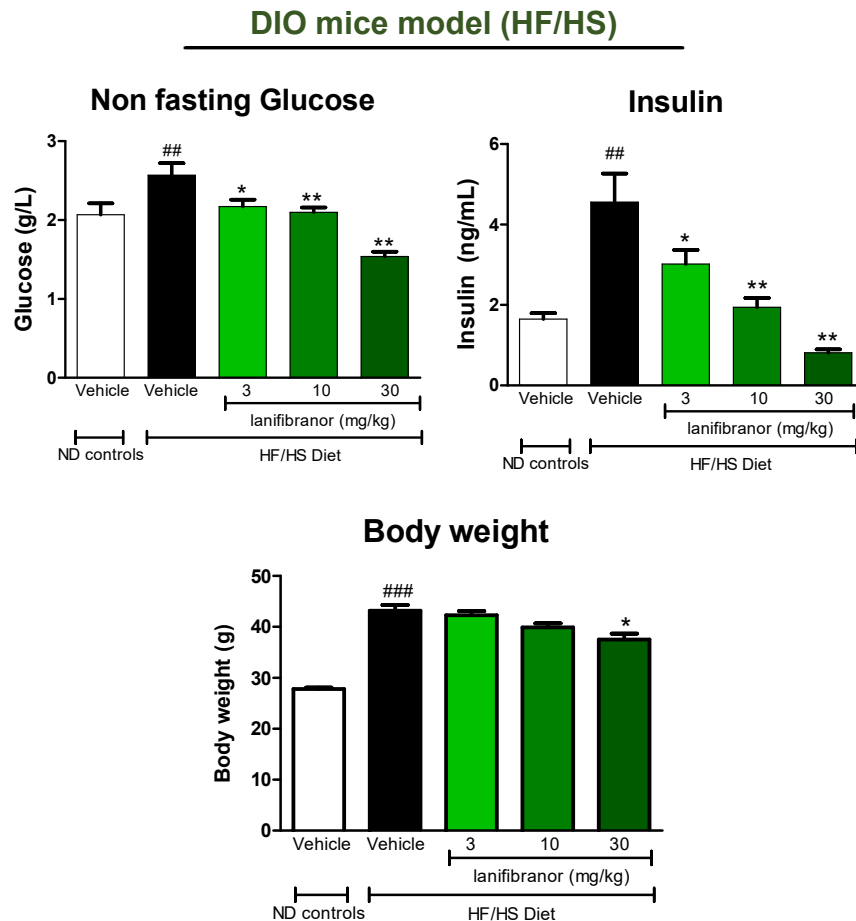 DIO mice model (HF/HS)
Non fasting Glucose
Glucose (g/L)
3
2
1
0
##
*
**
**
Vehicle Vehicle 3 10 30
lanifibranor (mg/kg)
ND controls HF/HS Diet
Insulin
Insulin (ng/mL)
6
4
2
0
##
*
**
**
Vehicle Vehicle 3 10 30
lanifibranor (mg/kg)
ND controls HF/HS Diet
Body weight
Body weight (g)
50
40
30
20
10
0
###
*
Vehicle Vehicle 3 10 30
lanifibranor (mg/kg)
ND controls HF/HS Diet